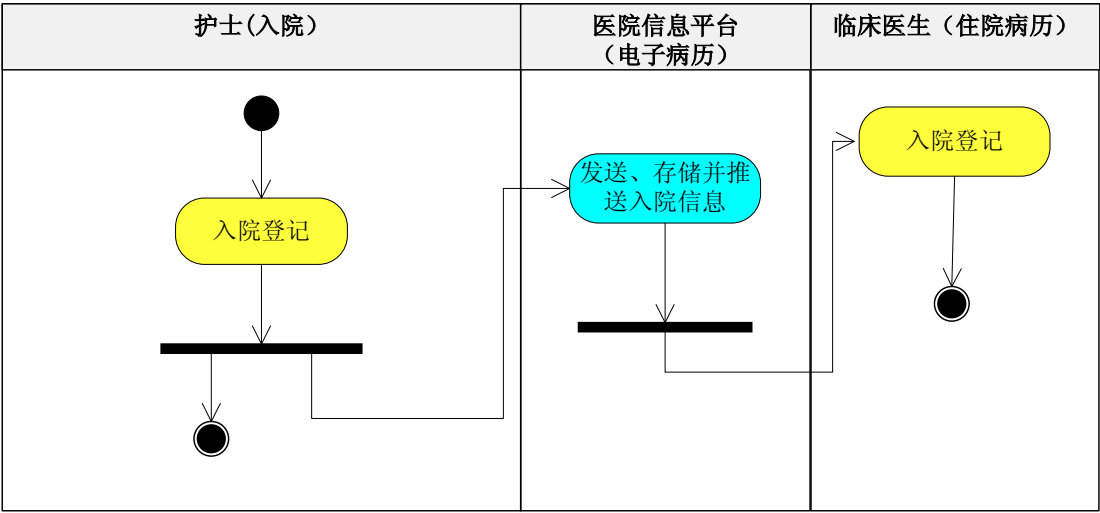 护士(入院）
医院信息平台
（电子病历）
临床医生（住院病历）
入院登记
发送、存储并推
送入院信息
入院登记